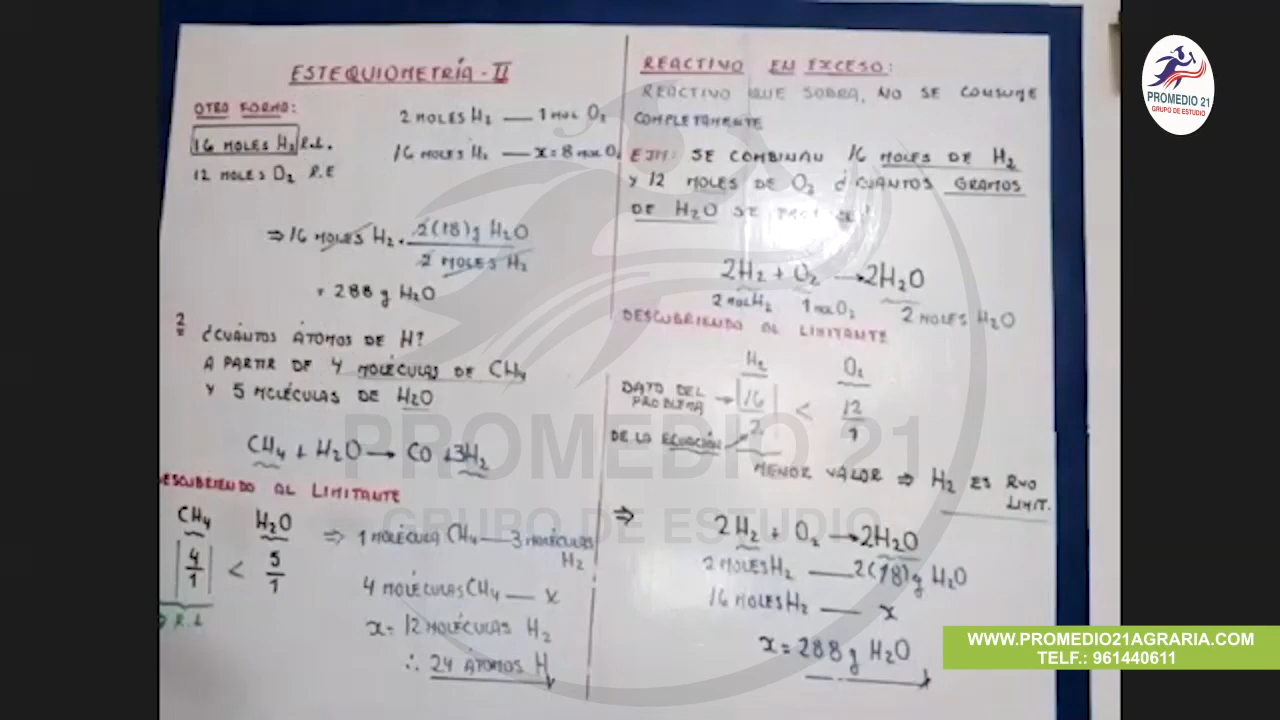 ESTEQUIOMETRÍA - II
OTRA FORMA:
16 MOLES H₂ R.L.
12 MOLES O₂ R.E
2 MOLES H₂ — 1 MOL O₂
16 MOLES H₂ — x = 8 MOL O₂
⇒ 16 MOLES H₂ . 2(18)g H₂O
2 MOLES H₂
= 288 g H₂O
2 ¿CUÁNTOS ÁTOMOS DE H?
A PARTIR DE 4 MOLÉCULAS DE CH₄
Y 5 MOLÉCULAS DE H₂O
CH₄ + H₂O → CO + 3H₂
DESCUBRIENDO AL LIMITANTE
CH₄ H₂O
4/1 < 5/1
R.L
⇒ 1 MOLÉCULA CH₄ — 3 MOLÉCULAS H₂
4 MOLÉCULAS CH₄ — x
x = 12 MOLÉCULAS H₂
∴ 24 ÁTOMOS H
REACTIVO EN EXCESO:
REACTIVO QUE SOBRA, NO SE CONSUME
COMPLETAMENTE
EJM: SE COMBINAN 16 MOLES DE H₂
Y 12 MOLES DE O₂ ¿CUÁNTOS GRAMOS
DE H₂O SE
2H₂ + O₂ → 2H₂O
2 MOL H₂ 1 MOL O₂ 2 MOLES H₂O
DESCUBRIENDO AL LIMITANTE
H₂ O₂
DATO DEL PROBLEMA → 16 < 12
DE LA ECUACIÓN → 2 1
MENOR VALOR ⇒ H₂ ES RVO
LIMIT.
⇒ 2H₂ + O₂ → 2H₂O
2 MOLES H₂ — 2(18)g H₂O
16 MOLES H₂ — x
x = 288 g H₂O
PROMEDIO 21
GRUPO DE ESTUDIO
PROMEDIO 21
GRUPO DE ESTUDIO
WWW.PROMEDIO21AGRARIA.COM
TELF.: 961440611